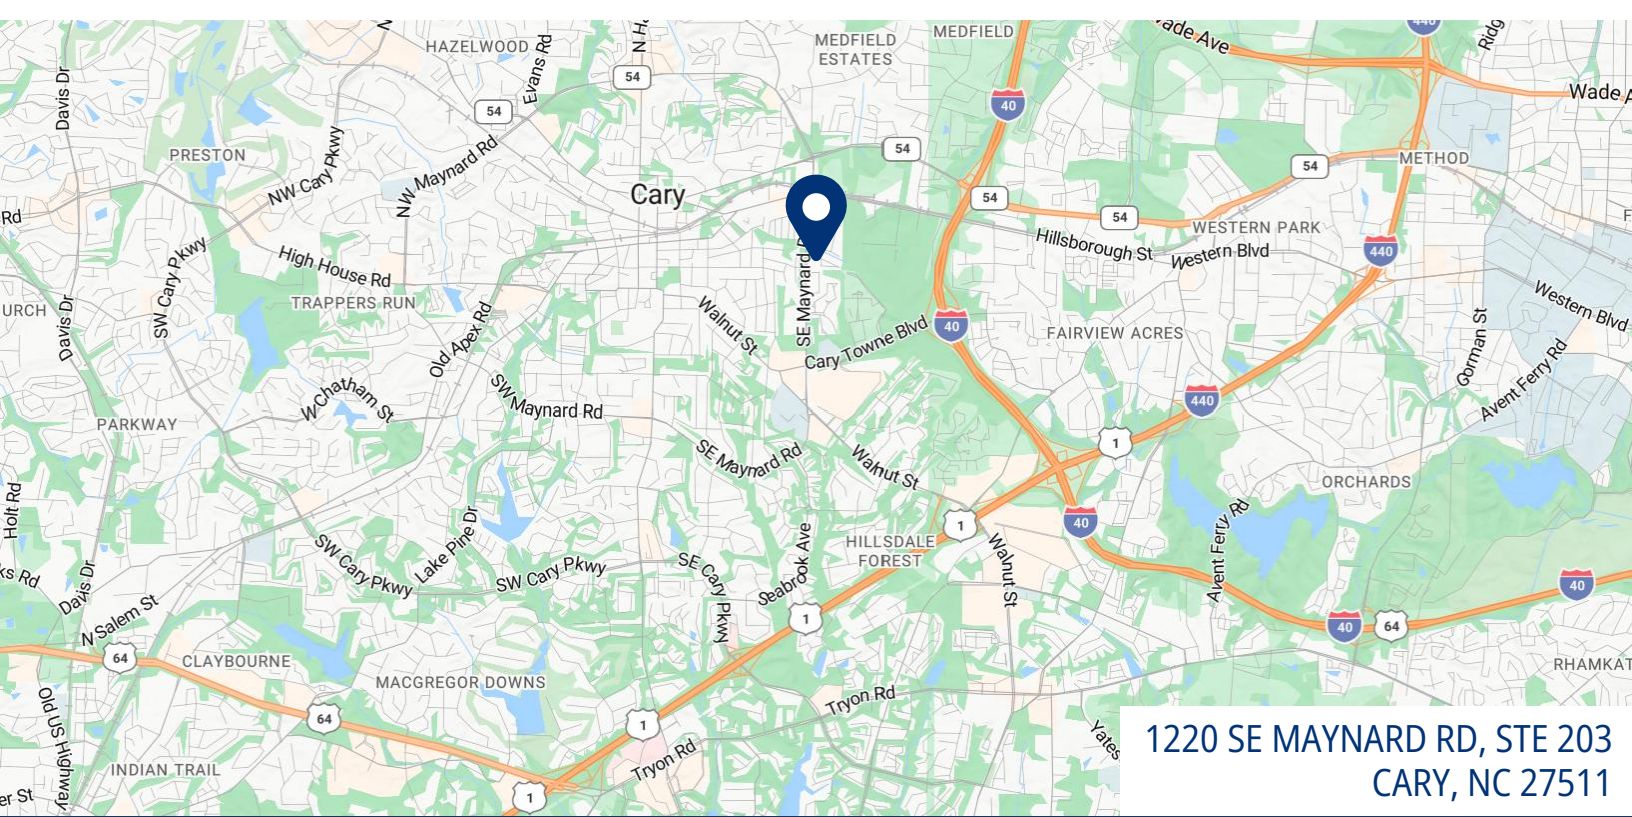 HAZELWOOD
Evans Rd
54
54
MEDFIELD
ESTATES
MEDFIELD
Wade Ave
440
Wade A
40
Davis Dr
PRESTON
NW Cary Pkwy
NW Maynard Rd
Cary
54
54
54
54
METHOD
WESTERN PARK
Hillsborough St
Western Blvd
440
Rd
High House Rd
TRAPPERS RUN
SW Cary Pkwy
Davis Dr
URCH
Old Apex Rd
Walnut St
SE Maynard R
Cary Towne Blvd
40
FAIRVIEW ACRES
Gorman St
Western Blvd
Avent Ferry Rd
W Chatham St
SW Maynard Rd
440
PARKWAY
1
SE Maynard Rd
Walnut St
ORCHARDS
Holt Rd
Lake Pine Dr
SW Cary Pkwy
SW Cary Pkwy
SE Cary Pkwy
Seabrook Ave
HILLSDALE
FOREST
1
40
Walnut St
Avent Ferry Rd
40
ks Rd
Davis Dr
N Salem St
64
CLAYBOURNE
1
40
64
RHAMKAT
MACGREGOR DOWNS
64
1
Tryon Rd
Tryon Rd
Yates
Old US Highway
INDIAN TRAIL
er St
1
1220 SE MAYNARD RD, STE 203
CARY, NC 27511